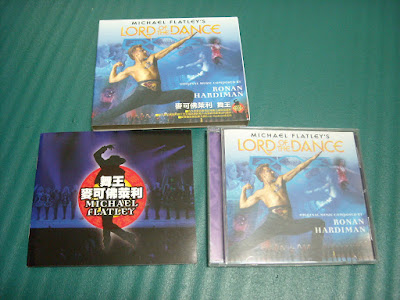 MICHAEL FLATLEY'S
LORD OF THE DANCE
ORIGINAL MUSIC COMPOSED BY
RONAN
HARDIMAN
麥可佛萊利 舞王
舞王
麥可佛萊利
MICHAEL
FLATLEY
MICHAEL FLATLEY'S
LORD OF THE DANCE
ORIGINAL MUSIC COMPOSED BY
RONAN
HARDIMAN